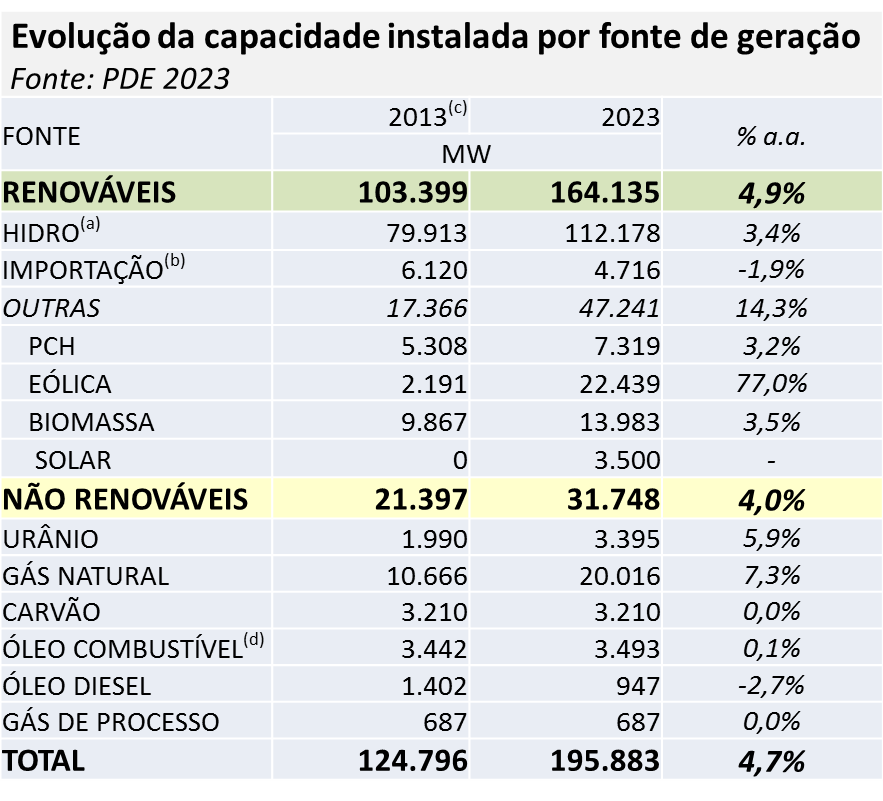 Evolução da capacidade instalada por fonte de geração
Fonte: PDE 2023
FONTE 2013(c) 2023 % a.a.
MW
RENOVÁVEIS 103.399 164.135 4,9%
HIDRO(a) 79.913 112.178 3,4%
IMPORTAÇÃO(b) 6.120 4.716 -1,9%
OUTRAS 17.366 47.241 14,3%
PCH 5.308 7.319 3,2%
EÓLICA 2.191 22.439 77,0%
BIOMASSA 9.867 13.983 3,5%
SOLAR 0 3.500 -
NÃO RENOVÁVEIS 21.397 31.748 4,0%
URÂNIO 1.990 3.395 5,9%
GÁS NATURAL 10.666 20.016 7,3%
CARVÃO 3.210 3.210 0,0%
ÓLEO COMBUSTÍVEL(d) 3.442 3.493 0,1%
ÓLEO DIESEL 1.402 947 -2,7%
GÁS DE PROCESSO 687 687 0,0%
TOTAL 124.796 195.883 4,7%